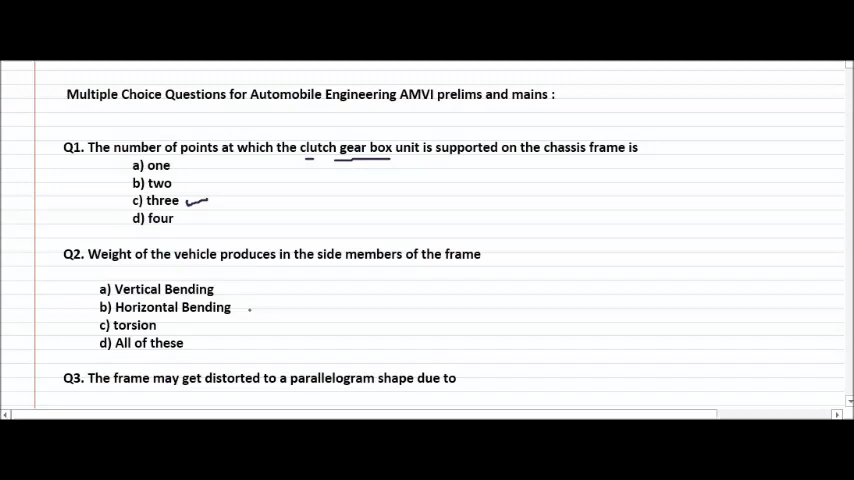 Multiple Choice Questions for Automobile Engineering AMVI prelims and mains :
Q1. The number of points at which the clutch gear box unit is supported on the chassis frame is
a) one
b) two
c) three
d) four
Q2. Weight of the vehicle produces in the side members of the frame
a) Vertical Bending
b) Horizontal Bending
c) torsion
d) All of these
Q3. The frame may get distorted to a parallelogram shape due to